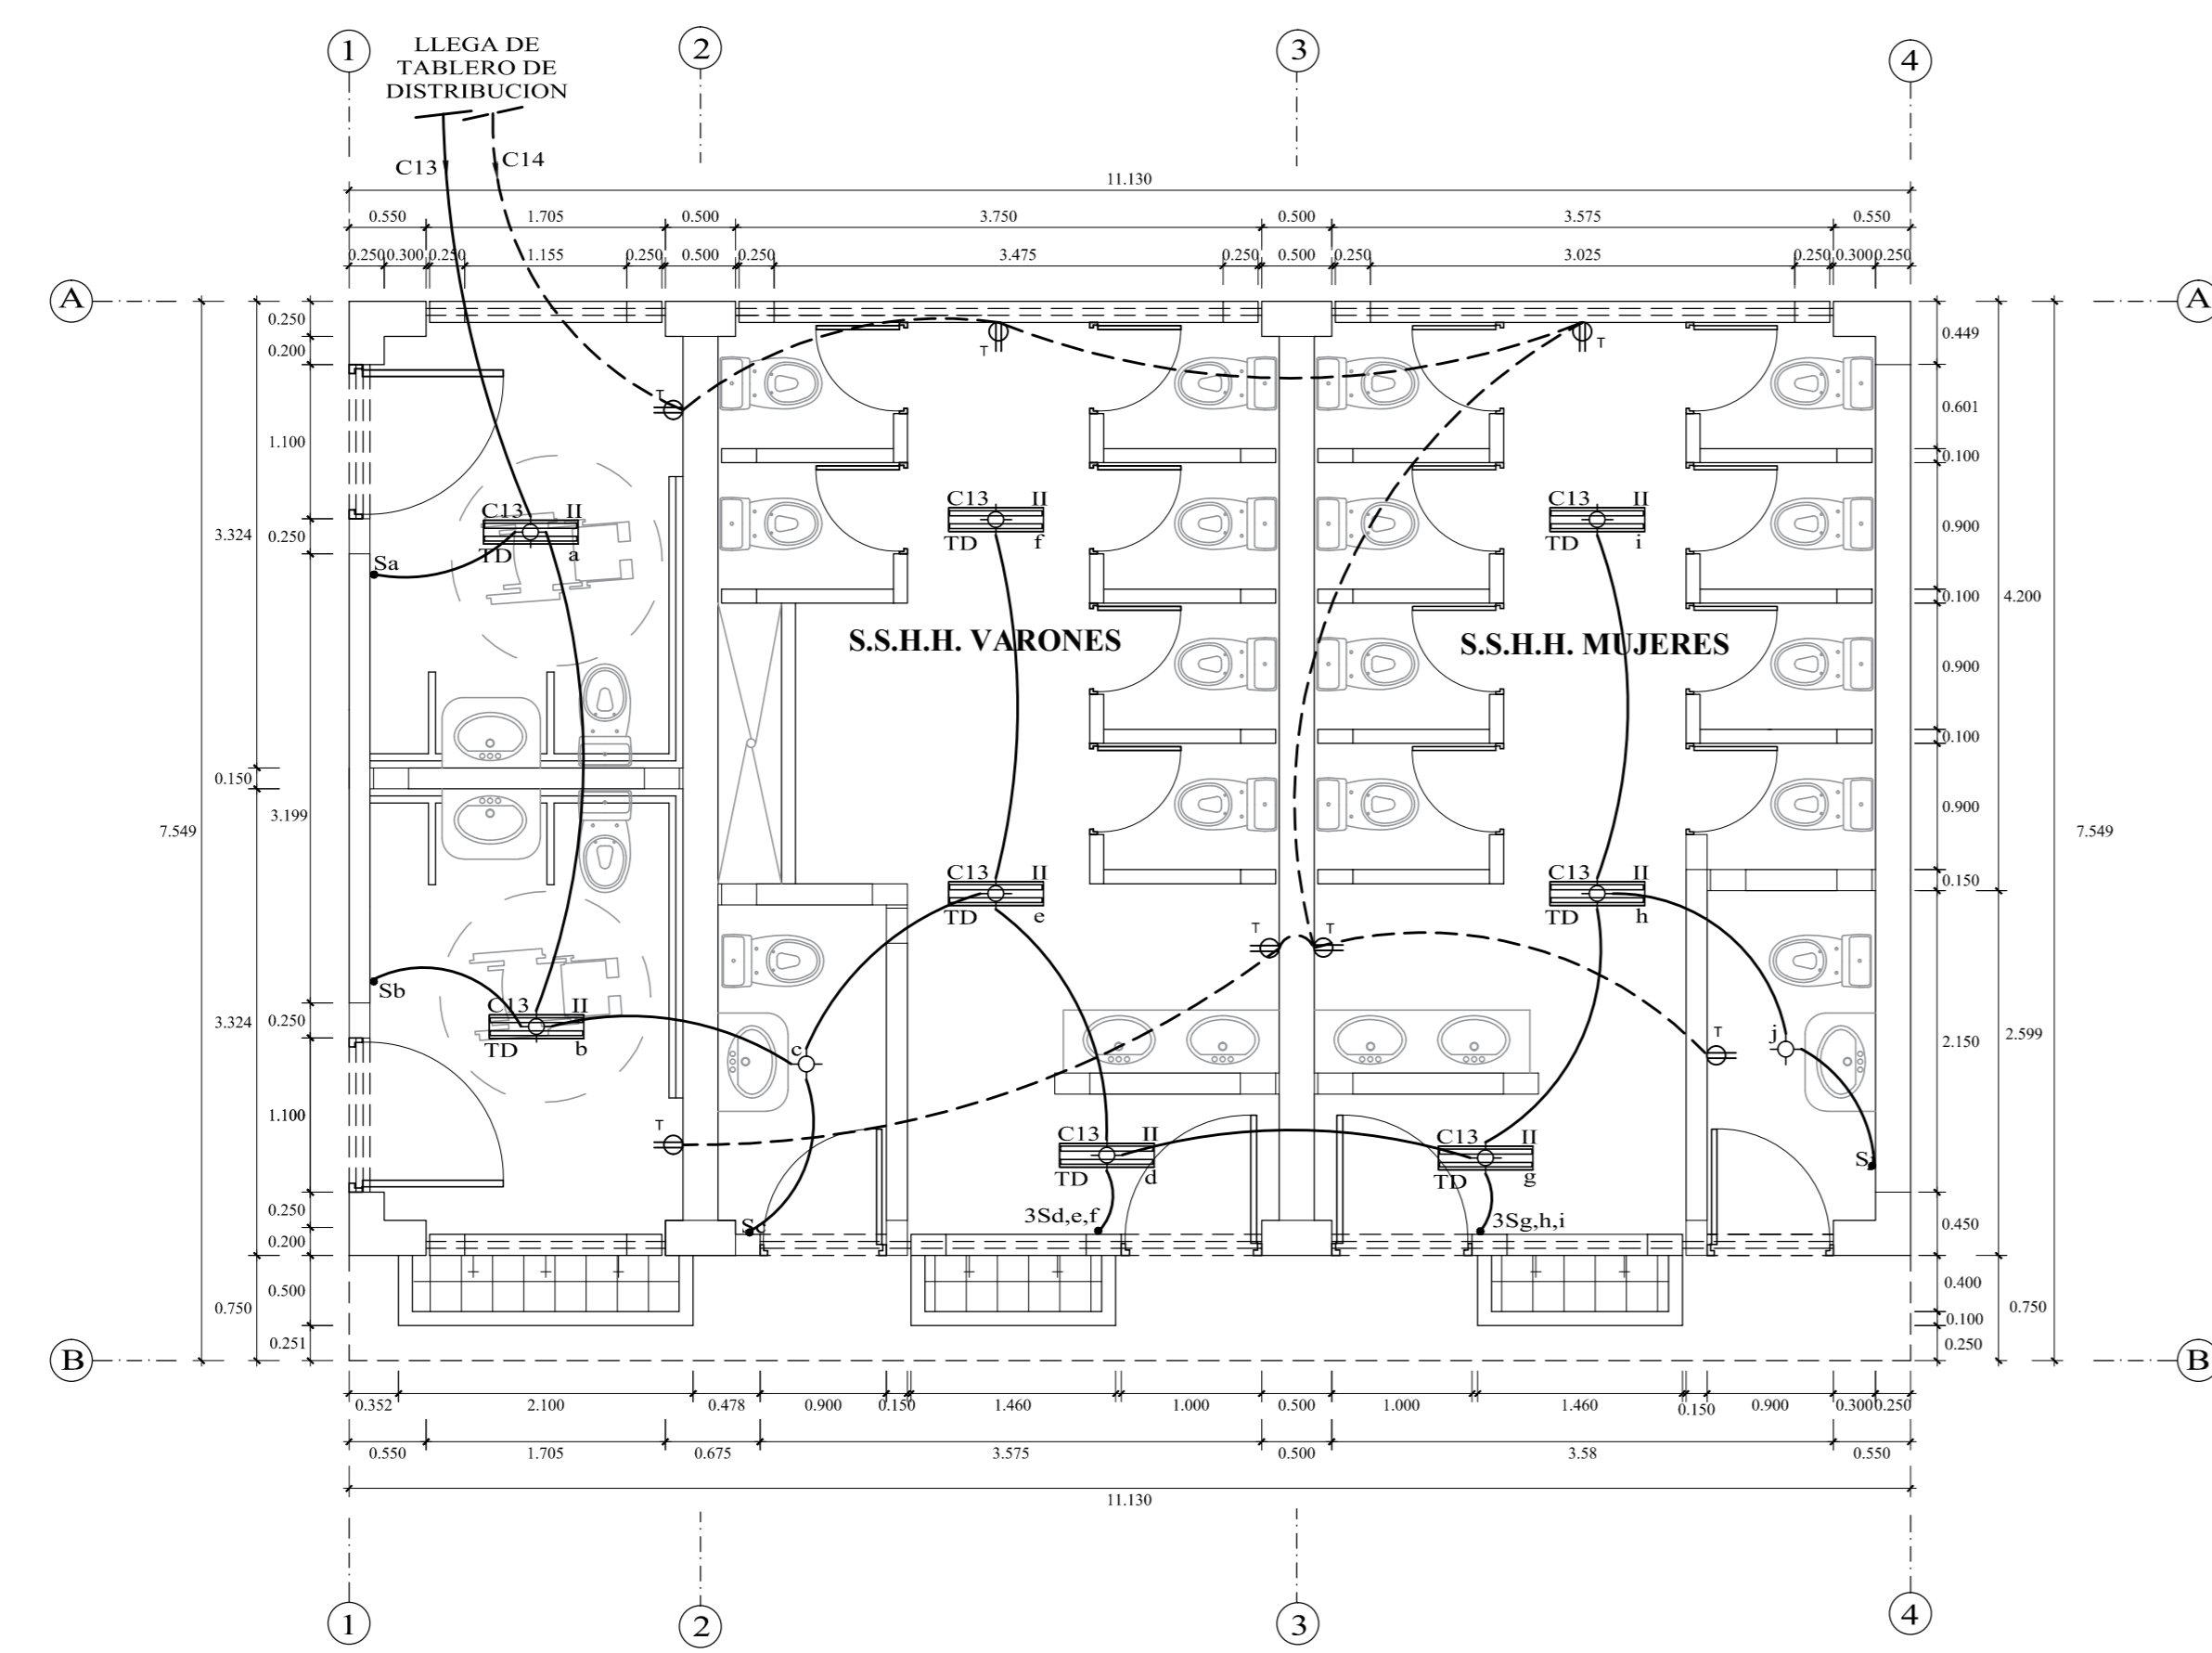 1
2
3
4
LLEGA DE
TABLERO DE
DISTRIBUCION
C13
C14
11.130
0.550
1.705
0.500
3.750
0.500
3.575
0.550
0.250
0.300
0.250
1.155
0.250
0.500
0.250
3.475
0.250
0.500
0.250
3.025
0.250
0.300
0.250
A
A
0.250
0.200
1.100
3.324
0.250
0.150
3.199
7.549
3.324
0.250
1.100
0.250
0.200
0.500
0.750
0.251
0.449
0.601
0.100
0.900
0.100
4.200
0.900
0.100
0.900
7.549
0.150
2.150
2.599
0.450
0.400
0.750
0.100
0.250
T
T
T
C13 II
TD a
Sa
C13 II
TD f
C13 II
TD i
S.S.H.H. VARONES
S.S.H.H. MUJERES
C13 II
TD e
C13 II
TD h
T
T
Sb
C13 II
TD b
c
T
j
T
C13 II
TD d
C13 II
TD g
Sc
3Sd,e,f
3Sg,h,i
B
B
0.352
2.100
0.478
0.900
0.150
1.460
1.000
0.500
1.000
1.460
0.150
0.900
0.300
0.250
0.550
1.705
0.675
3.575
0.500
3.58
0.550
11.130
1
2
3
4